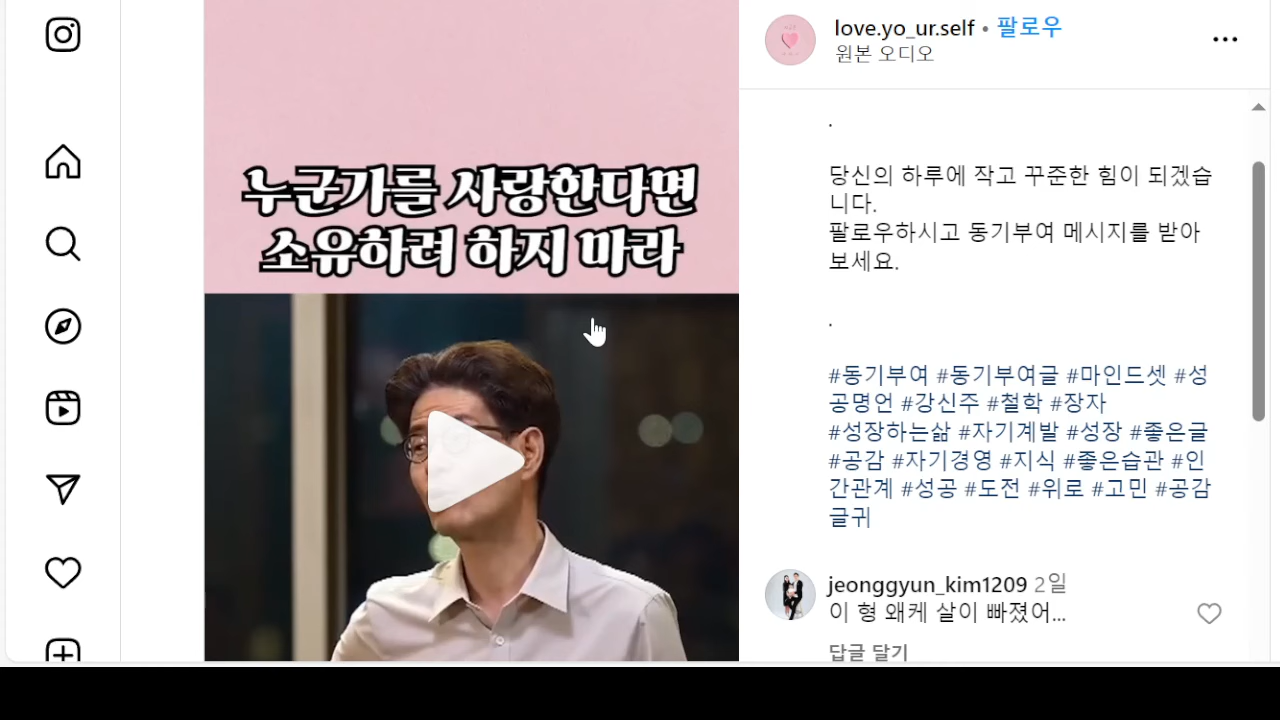 누군가를 사랑한다면
소유하려 하지 마라
love.yo_ur.self • 팔로우
원본 오디오
.
당신의 하루에 작고 꾸준한 힘이 되겠습
니다.
팔로우하시고 동기부여 메시지를 받아
보세요.
.
#동기부여 #동기부여글 #마인드셋 #성
공명언 #강신주 #철학 #장자
#성장하는삶 #자기계발 #성장 #좋은글
#공감 #자기경영 #지식 #좋은습관 #인
간관계 #성공 #도전 #위로 #고민 #공감
글귀
jeonggyun_kim1209 2일
이 형 왜케 살이 빠졌어...
답글 달기